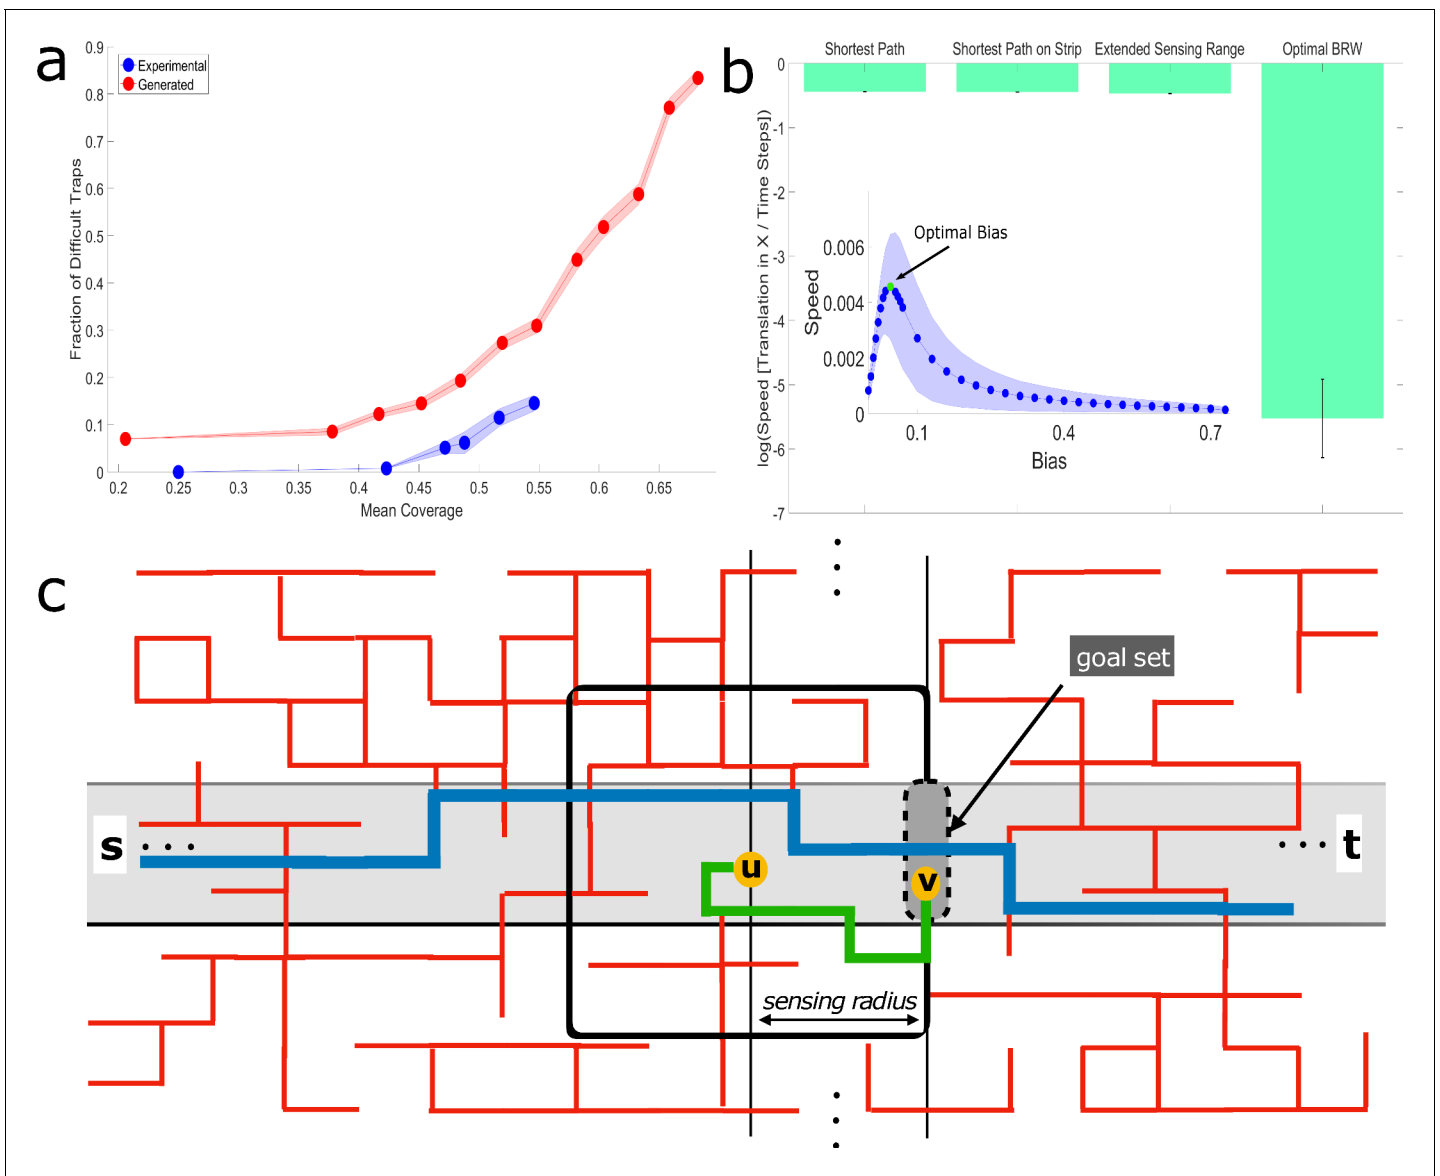 a
0.9
0.8
0.7
0.6
0.5
0.4
0.3
0.2
0.1
0
Fraction of Difficult Traps
Experimental
Generated
0.2 0.25 0.3 0.35 0.4 0.45 0.5 0.55 0.6 0.65
Mean Coverage
b
Shortest Path Shortest Path on Strip Extended Sensing Range Optimal BRW
0
-1
-2
-3
-4
-5
-6
-7
log(Speed [Translation in X / Time Steps])
Optimal Bias
0.006
0.004
0.002
0
Speed
0.1 0.4 0.7
Bias
c
goal set
s
t
u
v
sensing radius